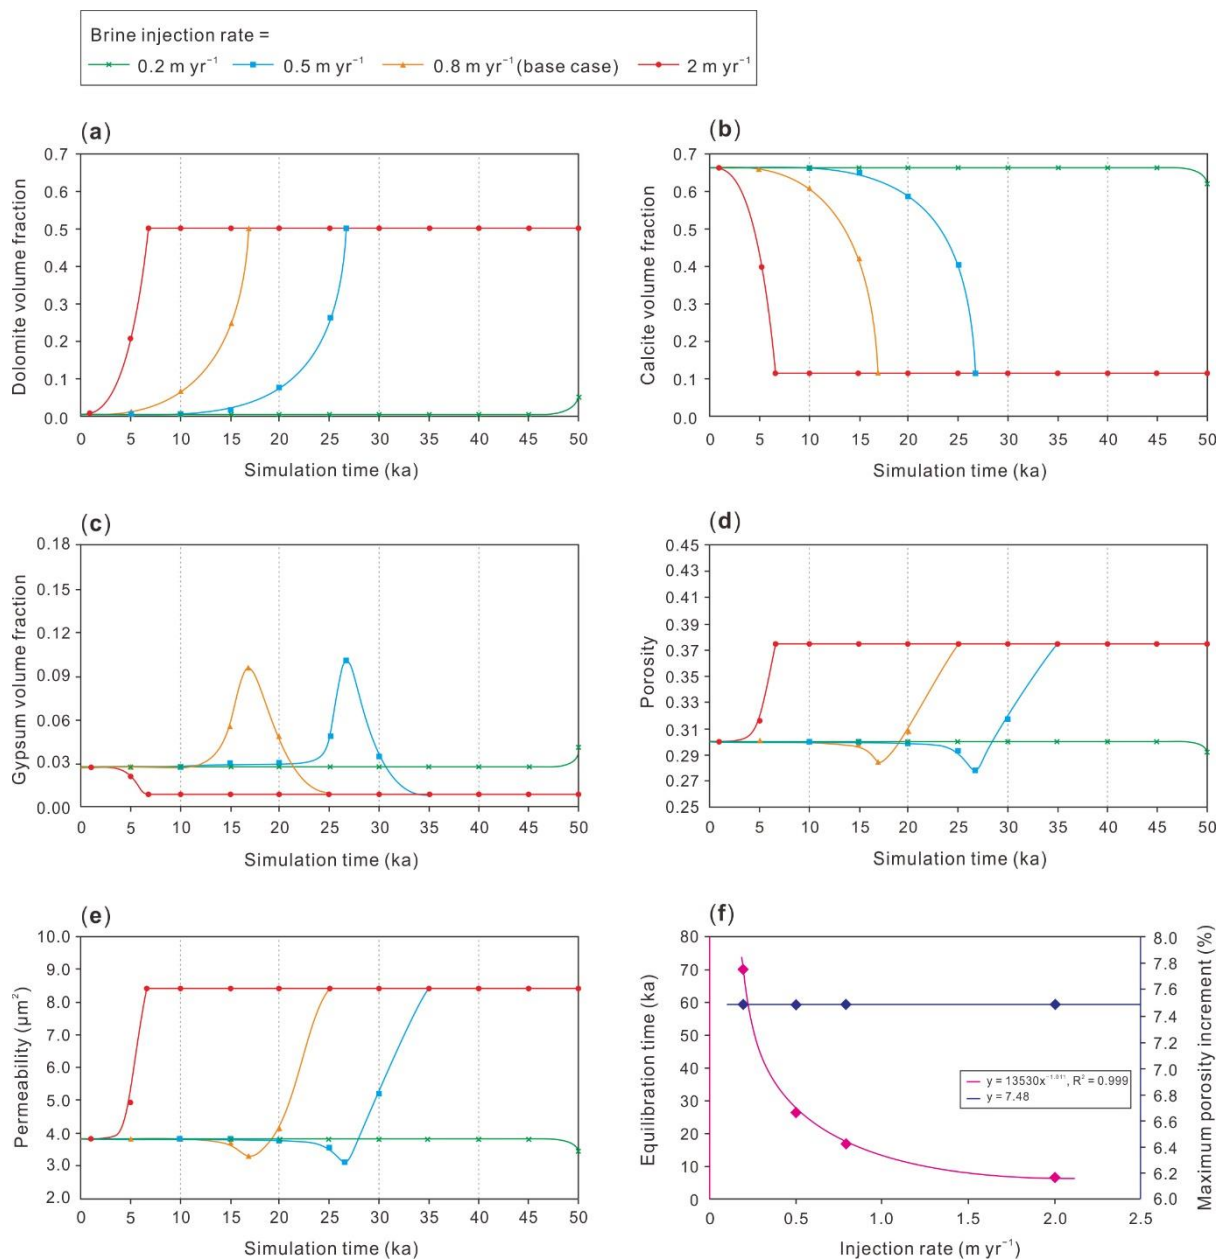 Brine injection rate =
0.2 m yr⁻¹ 0.5 m yr⁻¹ 0.8 m yr⁻¹ (base case) 2 m yr⁻¹
(a)
Dolomite volume fraction
0.7
0.6
0.5
0.4
0.3
0.2
0.1
0.0
0 5 10 15 20 25 30 35 40 45 50
Simulation time (ka)
(b)
Calcite volume fraction
0.7
0.6
0.5
0.4
0.3
0.2
0.1
0.0
0 5 10 15 20 25 30 35 40 45 50
Simulation time (ka)
(c)
Gypsum volume fraction
0.18
0.15
0.12
0.09
0.06
0.03
0.00
0 5 10 15 20 25 30 35 40 45 50
Simulation time (ka)
(d)
Porosity
0.45
0.43
0.41
0.39
0.37
0.35
0.33
0.31
0.29
0.27
0.25
0 5 10 15 20 25 30 35 40 45 50
Simulation time (ka)
(e)
Permeability (μm²)
10.0
9.0
8.0
7.0
6.0
5.0
4.0
3.0
2.0
0 5 10 15 20 25 30 35 40 45 50
Simulation time (ka)
(f)
Equilibration time (ka)
80
70
60
50
40
30
20
10
0
0 0.5 1.0 1.5 2.0 2.5
Injection rate (m yr⁻¹)
8.0
7.8
7.6
7.4
7.2
7.0
6.8
6.6
6.4
6.2
6.0
Maximum porosity increment (%)
y = 13530x⁻¹·⁰¹¹, R² = 0.999
y = 7.48